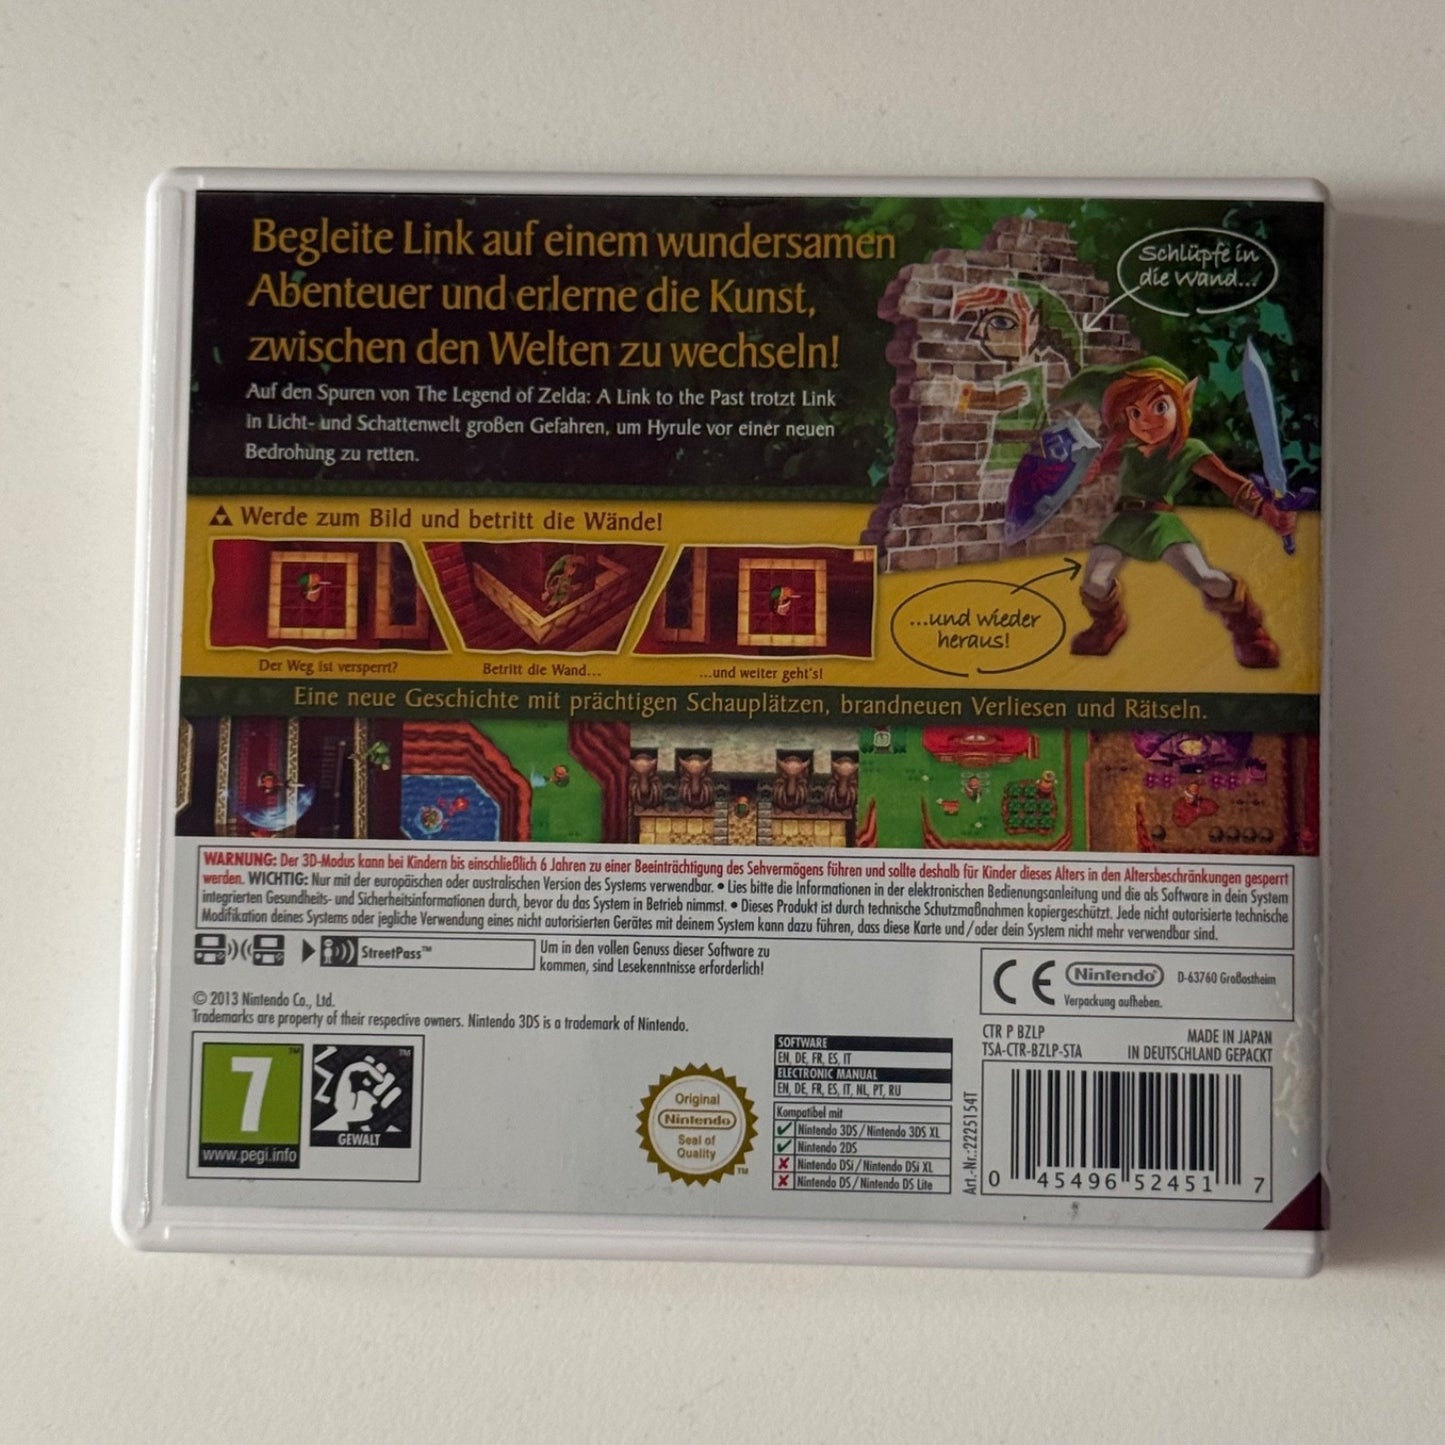 Begleite Link auf einem wundersamen
Abenteuer und erlerne die Kunst,
zwischen den Welten zu wechseln!
Auf den Spuren von The Legend of Zelda: A Link to the Past trotzt Link
in Licht- und Schattenwelt großen Gefahren, um Hyrule vor einer neuen
Bedrohung zu retten.
Schlüpfe in
die Wand...
Werde zum Bild und betritt die Wände!
Der Weg ist versperrt?
Betritt die Wand...
...und weiter geht's!
...und wieder
heraus!
Eine neue Geschichte mit prächtigen Schauplätzen, brandneuen Verliesen und Rätseln.
WARNUNG: Der 3D-Modus kann bei Kindern bis einschließlich 6 Jahren zu einer Beeinträchtigung des Sehvermögens führen und sollte deshalb für Kinder dieses Alters in den Altersbeschränkungen gesperrt
werden. WICHTIG: Nur mit der europäischen oder australischen Version des Systems verwendbar. • Lies bitte die Informationen in der elektronischen Bedienungsanleitung und die als Software in dein System
integrierten Gesundheits- und Sicherheitsinformationen durch, bevor du das System in Betrieb nimmst. • Dieses Produkt ist durch technische Schutzmaßnahmen kopiergeschützt. Jede nicht autorisierte technische
Modifikation deines Systems oder jegliche Verwendung eines nicht autorisierten Gerätes mit deinem System kann dazu führen, dass diese Karte und/oder dein System nicht mehr verwendbar sind.
StreetPass™
Um in den vollen Genuss dieser Software zu
kommen, sind Lesekenntnisse erforderlich!
CE Nintendo® D-63760 Großostheim
Verpackung aufheben.
© 2013 Nintendo Co., Ltd.
Trademarks are property of their respective owners. Nintendo 3DS is a trademark of Nintendo.
7 ™
www.pegi.info
™
GEWALT
Original
Nintendo
Seal of
Quality
™
SOFTWARE
EN, DE, FR, ES, IT
ELECTRONIC MANUAL
EN, DE, FR, ES, IT, NL, PT, RU
Kompatibel mit
Nintendo 3DS / Nintendo 3DS XL
Nintendo 2DS
Nintendo DSi / Nintendo DSi XL
Nintendo DS / Nintendo DS Lite
Art.-Nr.:2225154T
CTR P BZLP
TSA-CTR-BZLP-STA
MADE IN JAPAN
IN DEUTSCHLAND GEPACKT
0 45496 52451 7